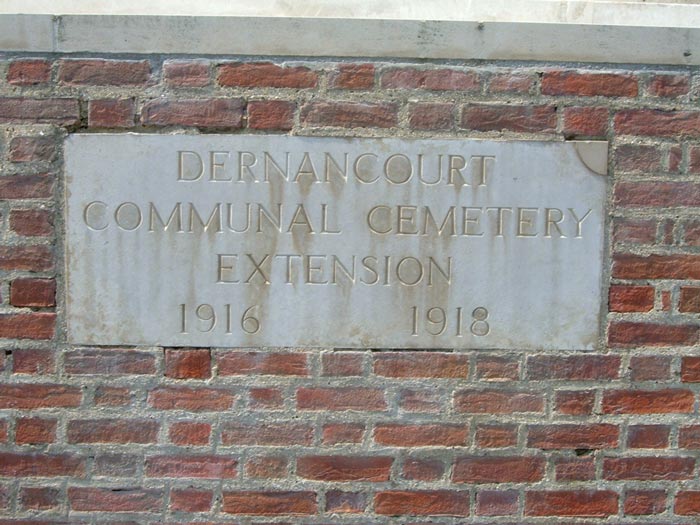 DERNANCOURT
COMMUNAL CEMETERY
EXTENSION
1916 1918